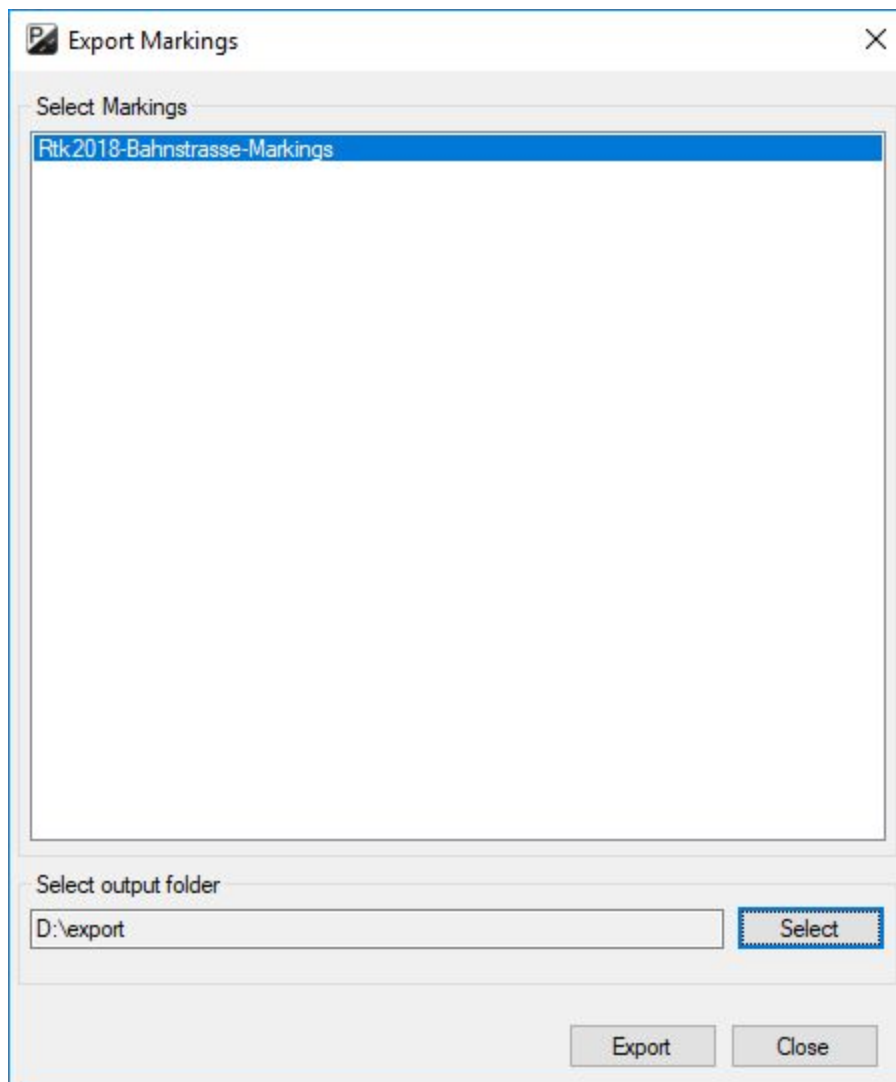 Export Markings
Select Markings
Rtk2018-Bahnstrasse-Markings
Select output folder
D:\export
Select
Export
Close